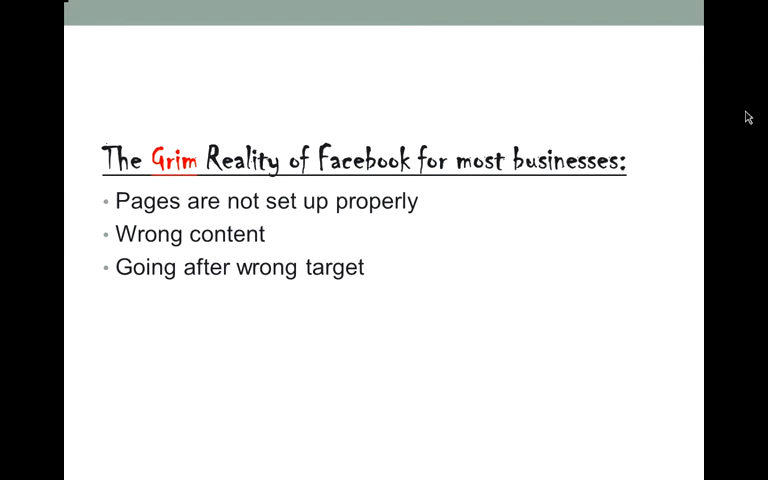 The Grim Reality of Facebook for most businesses:
• Pages are not set up properly
• Wrong content
• Going after wrong target